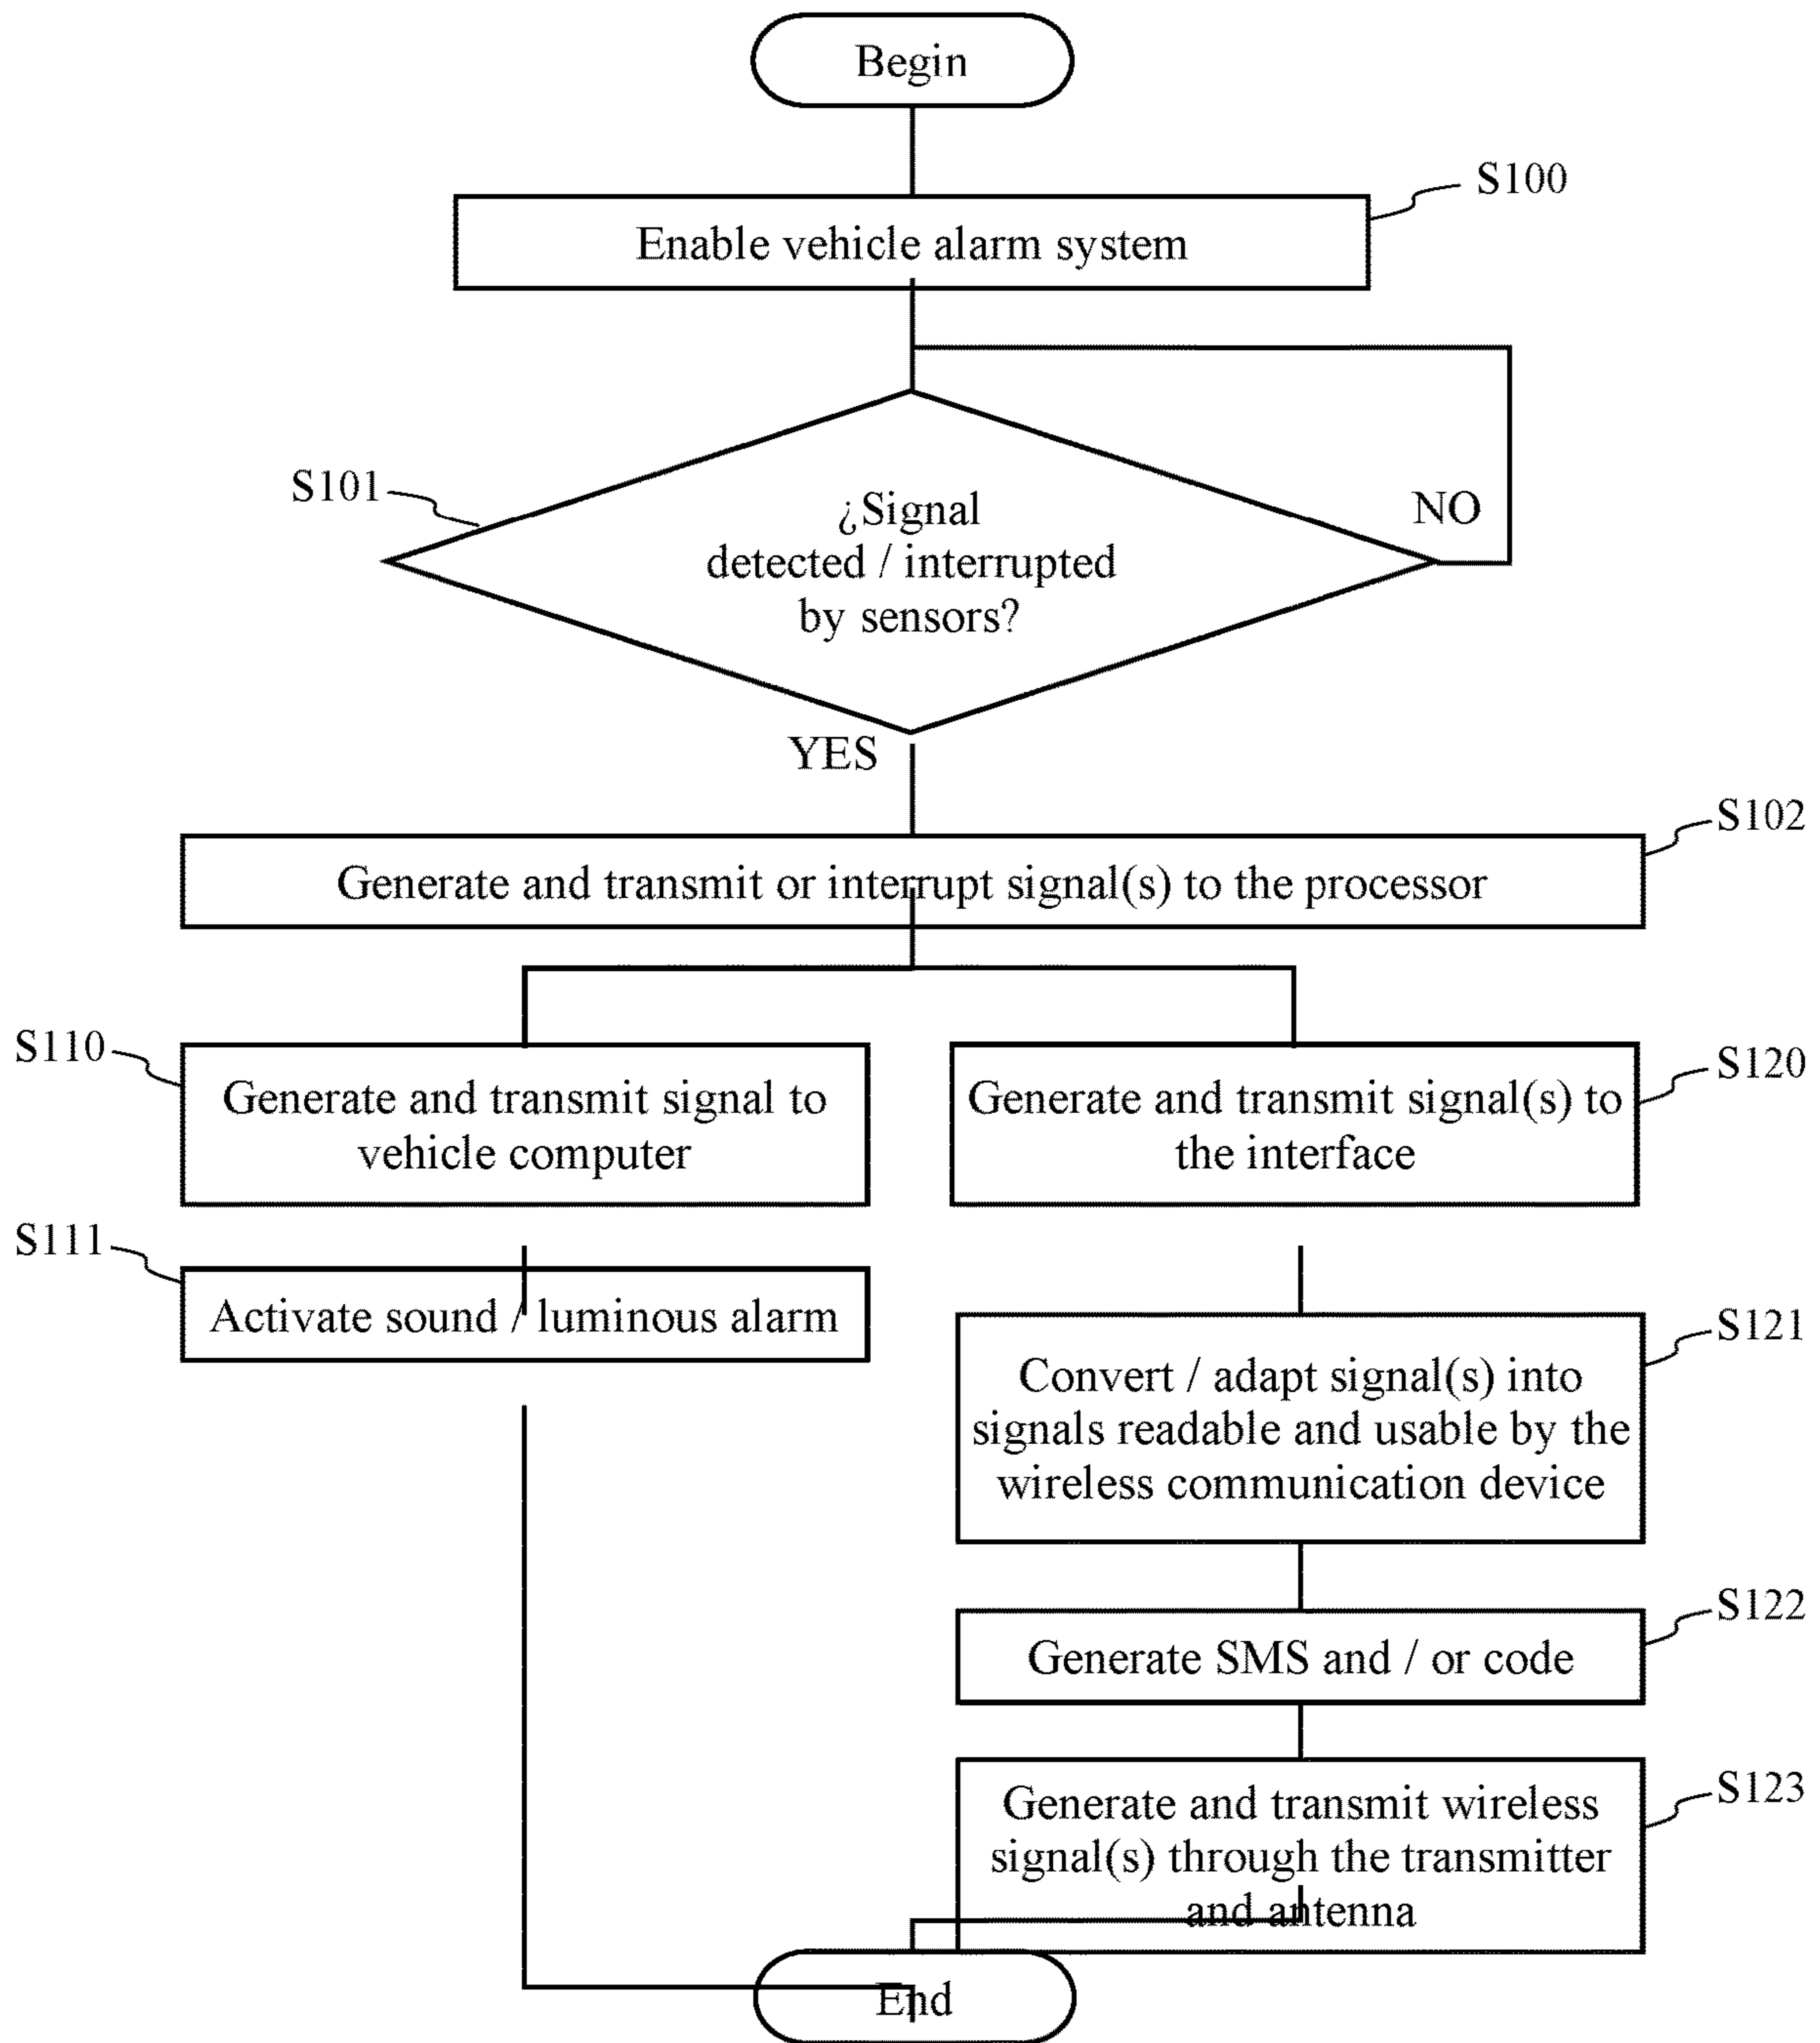 Begin
S100
Enable vehicle alarm system
S101
¿Signal
detected / interrupted
by sensors?
NO
YES
S102
Generate and transmit or interrupt signal(s) to the processor
S110
Generate and transmit signal to
vehicle computer
S120
Generate and transmit signal(s) to
the interface
S111
Activate sound / luminous alarm
S121
Convert / adapt signal(s) into
signals readable and usable by the
wireless communication device
S122
Generate SMS and / or code
S123
Generate and transmit wireless
signal(s) through the transmitter
and antenna
End